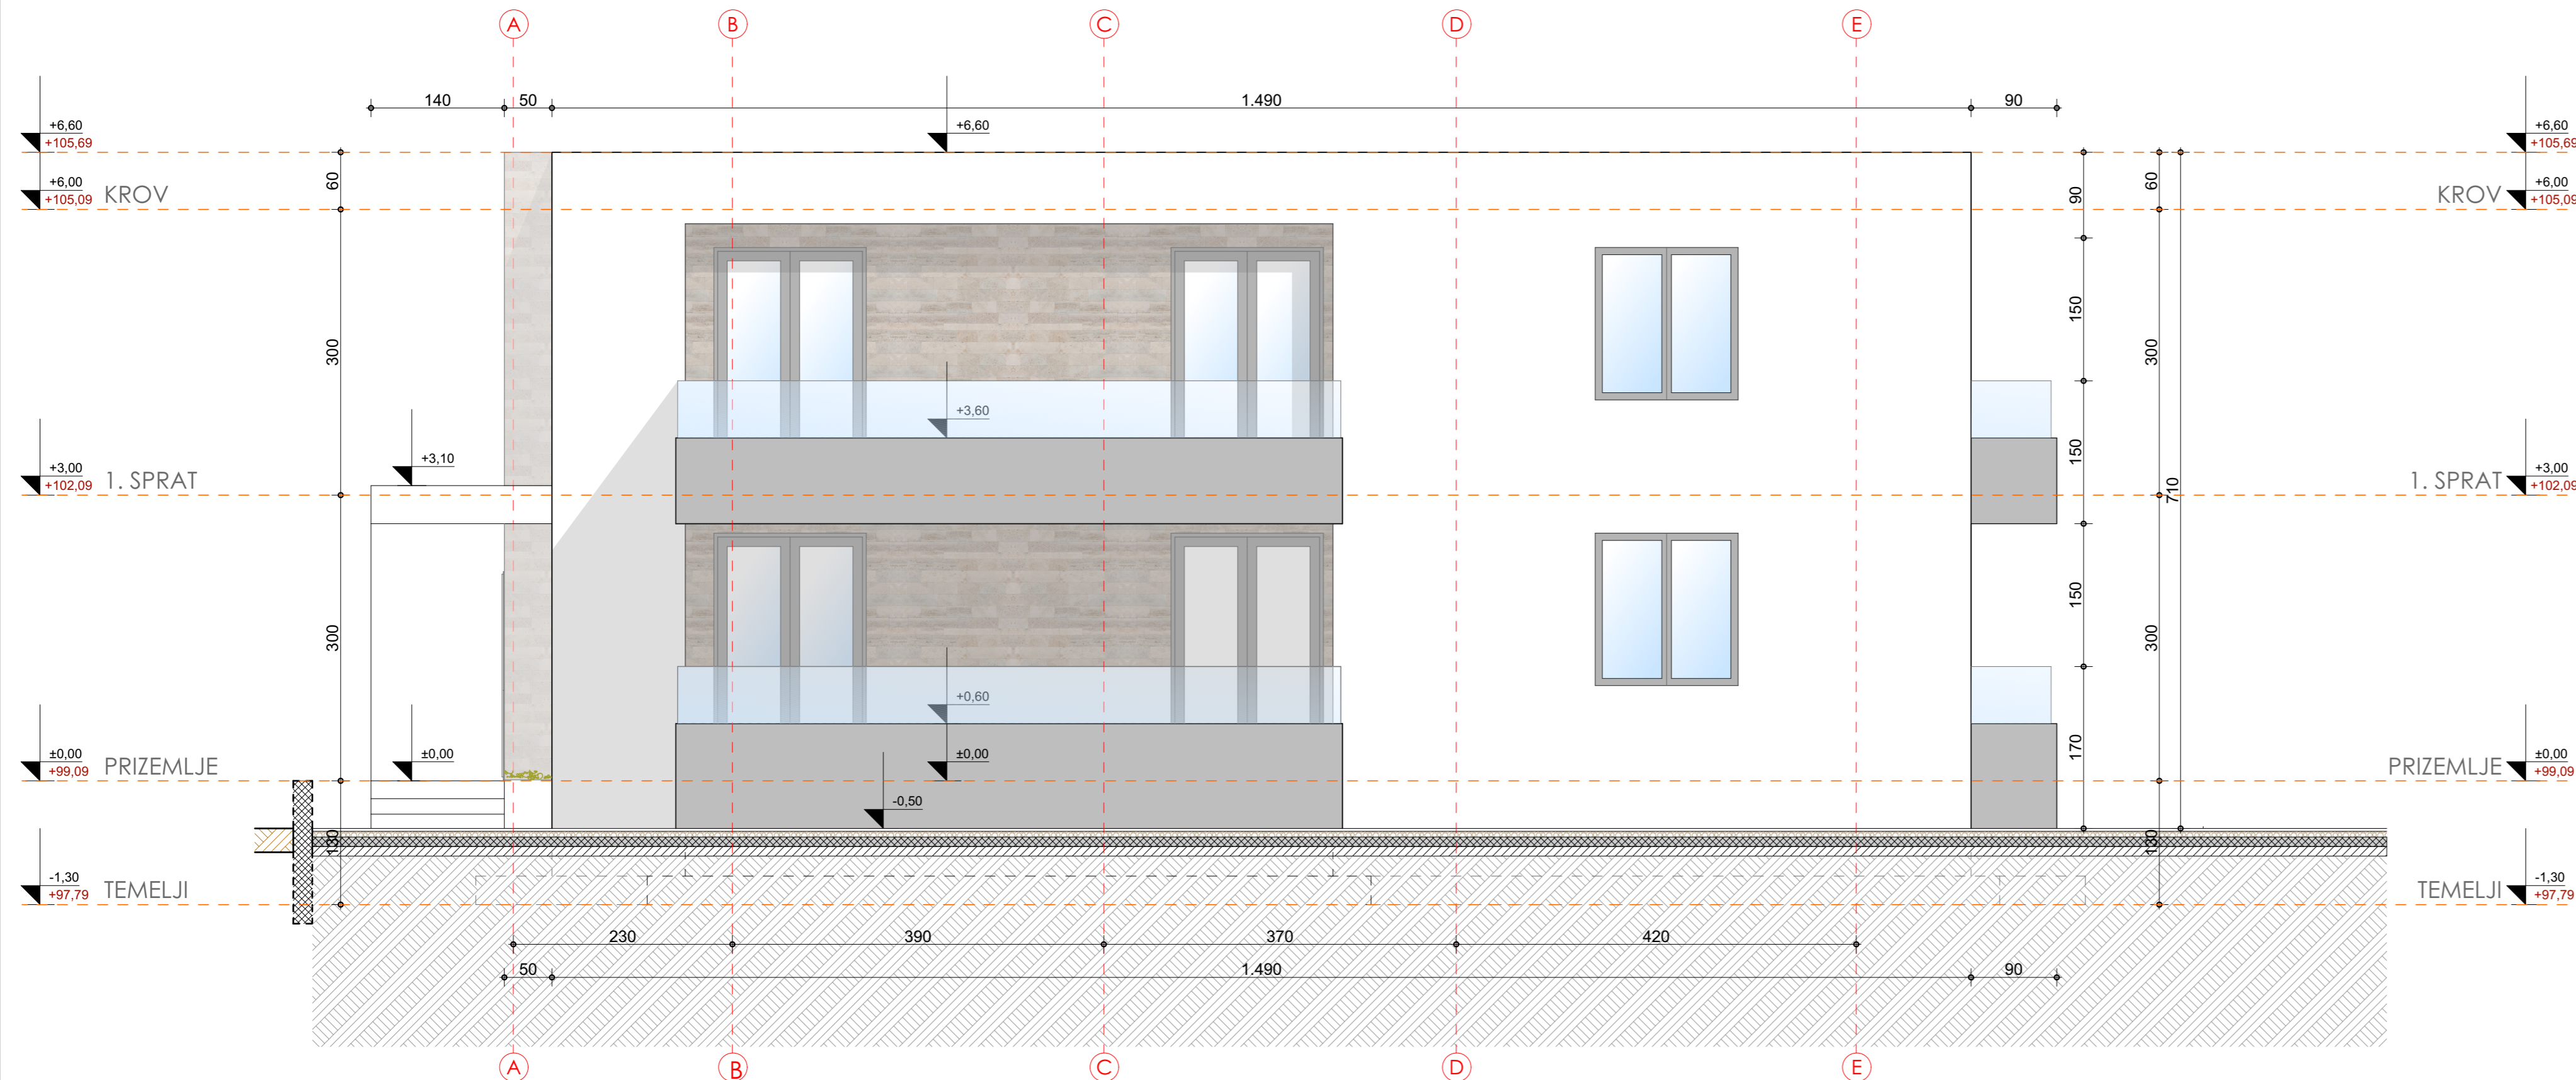 A B C D E
140 50 1.490 90
+6,60
+105,69
+6,60
+6,60
+105,69
+6,00
+105,09 KROV
KROV +6,00
+105,09
60
90
60
300
150
300
+3,60
+3,10
+3,00
+102,09 1. SPRAT
1. SPRAT +3,00
+102,09
150
710
300
150
300
+0,60
±0,00
+99,09 PRIZEMLJE
±0,00
±0,00
PRIZEMLJE ±0,00
+99,09
170
-0,50
130
130
-1,30
+97,79 TEMELJI
TEMELJI -1,30
+97,79
230 390 370 420
50 1.490 90
A B C D E